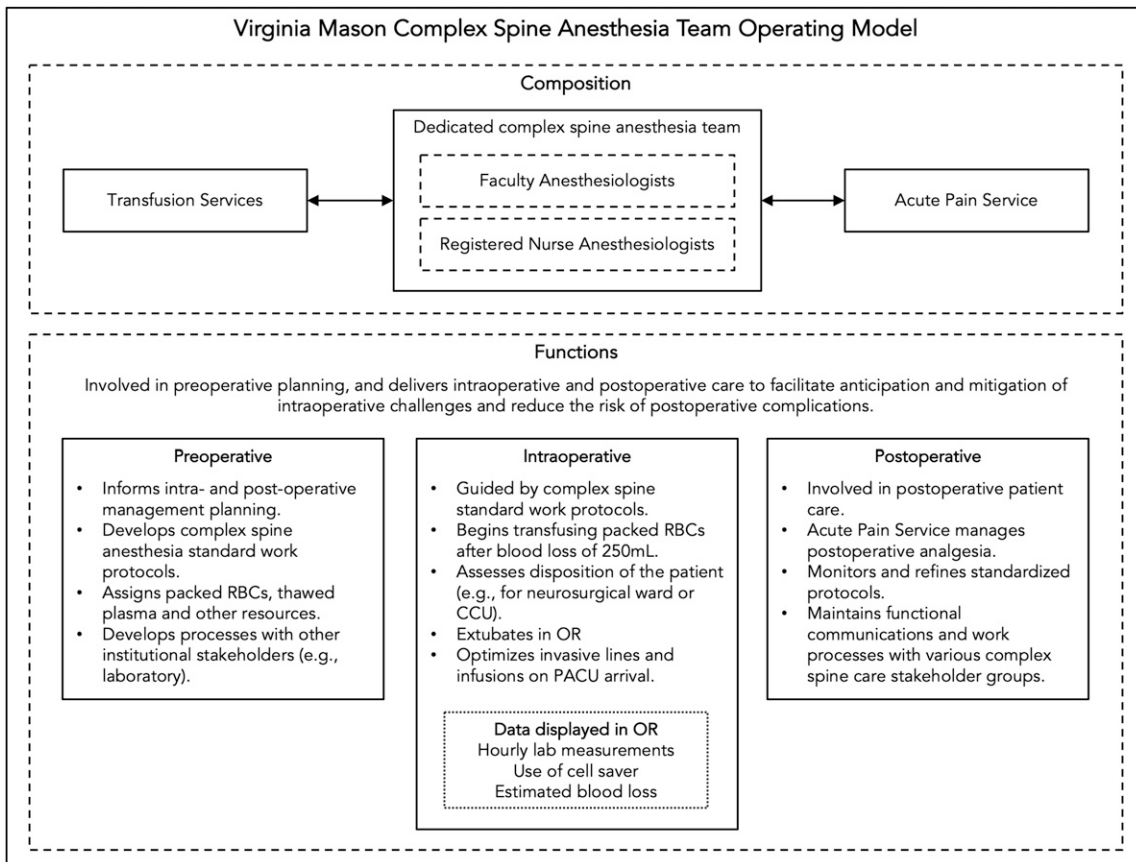 Virginia Mason Complex Spine Anesthesia Team Operating Model
Composition
Dedicated complex spine anesthesia team
Transfusion Services
Faculty Anesthesiologists
Registered Nurse Anesthesiologists
Acute Pain Service
Functions
Involved in preoperative planning, and delivers intraoperative and postoperative care to facilitate anticipation and mitigation of
intraoperative challenges and reduce the risk of postoperative complications.
Preoperative
• Informs intra- and post-operative
management planning.
• Develops complex spine
anesthesia standard work
protocols.
• Assigns packed RBCs, thawed
plasma and other resources.
• Develops processes with other
institutional stakeholders (e.g.,
laboratory).
Intraoperative
• Guided by complex spine
standard work protocols.
• Begins transfusing packed RBCs
after blood loss of 250mL.
• Assesses disposition of the patient
(e.g., for neurosurgical ward or
CCU).
• Extubates in OR
• Optimizes invasive lines and
infusions on PACU arrival.
Data displayed in OR
Hourly lab measurements
Use of cell saver
Estimated blood loss
Postoperative
• Involved in postoperative patient
care.
• Acute Pain Service manages
postoperative analgesia.
• Monitors and refines standardized
protocols.
• Maintains functional
communications and work
processes with various complex
spine care stakeholder groups.